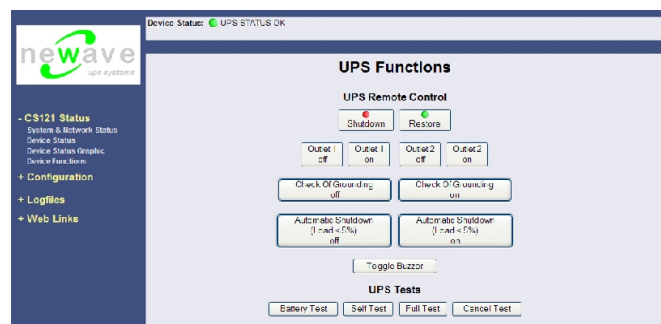 Device Status: UPS STATUS OK
newave
ups systems
UPS Functions
UPS Remote Control
Shutdown
Restore
Outlet 1
off
Outlet 1
on
Outlet 2
off
Outlet 2
on
Check Of Grounding
off
Check Of Grounding
on
Automatic Shutdown
(Load < 5%)
off
Automatic Shutdown
(Load < 5%)
on
Toggle Buzzer
UPS Tests
Battery Test
Self Test
Full Test
Cancel Test
- CS121 Status
System & Network Status
Device Status
Device Status Graphic
Device Functions
+ Configuration
+ Logfiles
+ Web Links